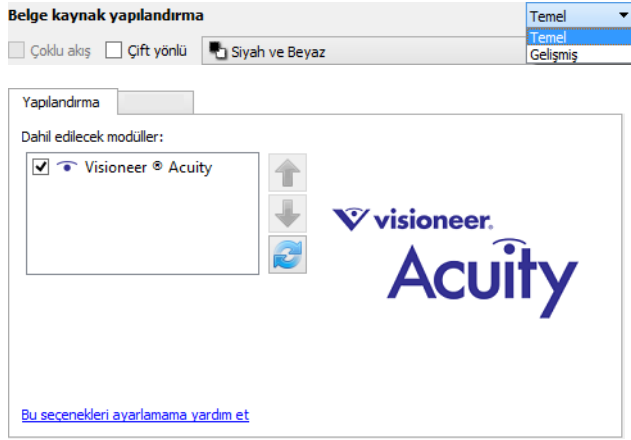 Belge kaynak yapılandırma
Temel
Temel
Gelişmiş
Çoklu akış
Çift yönlü
Siyah ve Beyaz
Yapılandırma
Dahil edilecek modüller:
Visioneer ® Acuity
visioneer.
Acuity
Bu seçenekleri ayarlamama yardım et